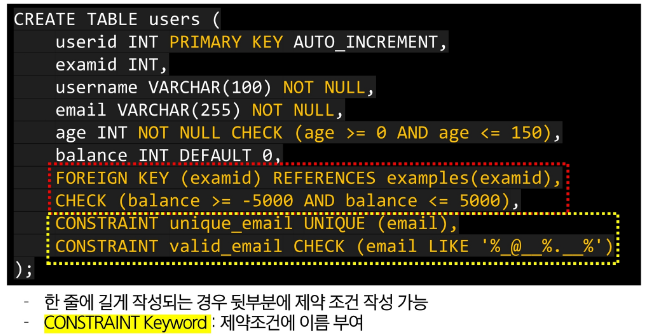 CREATE TABLE users (
    userid INT PRIMARY KEY AUTO_INCREMENT,
    examid INT,
    username VARCHAR(100) NOT NULL,
    email VARCHAR(255) NOT NULL,
    age INT NOT NULL CHECK (age >= 0 AND age <= 150),
    balance INT DEFAULT 0,
    FOREIGN KEY (examid) REFERENCES examples(examid),
    CHECK (balance >= -5000 AND balance <= 5000),
    CONSTRAINT unique_email UNIQUE (email),
    CONSTRAINT valid_email CHECK (email LIKE '%_@__%.__%')
);
- 한 줄에 길게 작성되는 경우 뒷부분에 제약 조건 작성 가능
- CONSTRAINT Keyword : 제약조건에 이름 부여